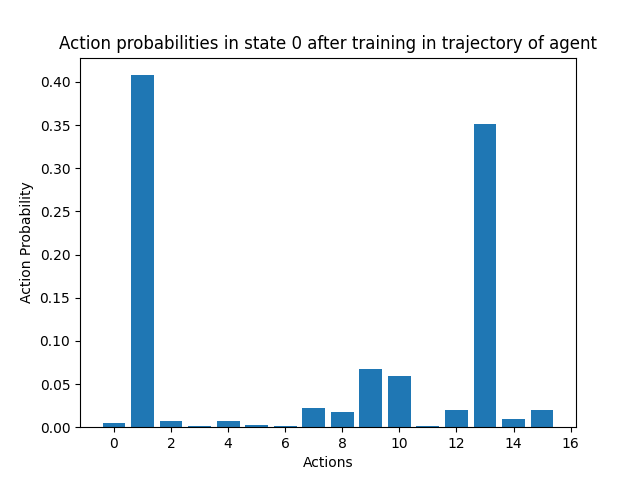 Action probabilities in state 0 after training in trajectory of agent
Action Probability
0.40
0.35
0.30
0.25
0.20
0.15
0.10
0.05
0.00
0 2 4 6 8 10 12 14 16
Actions